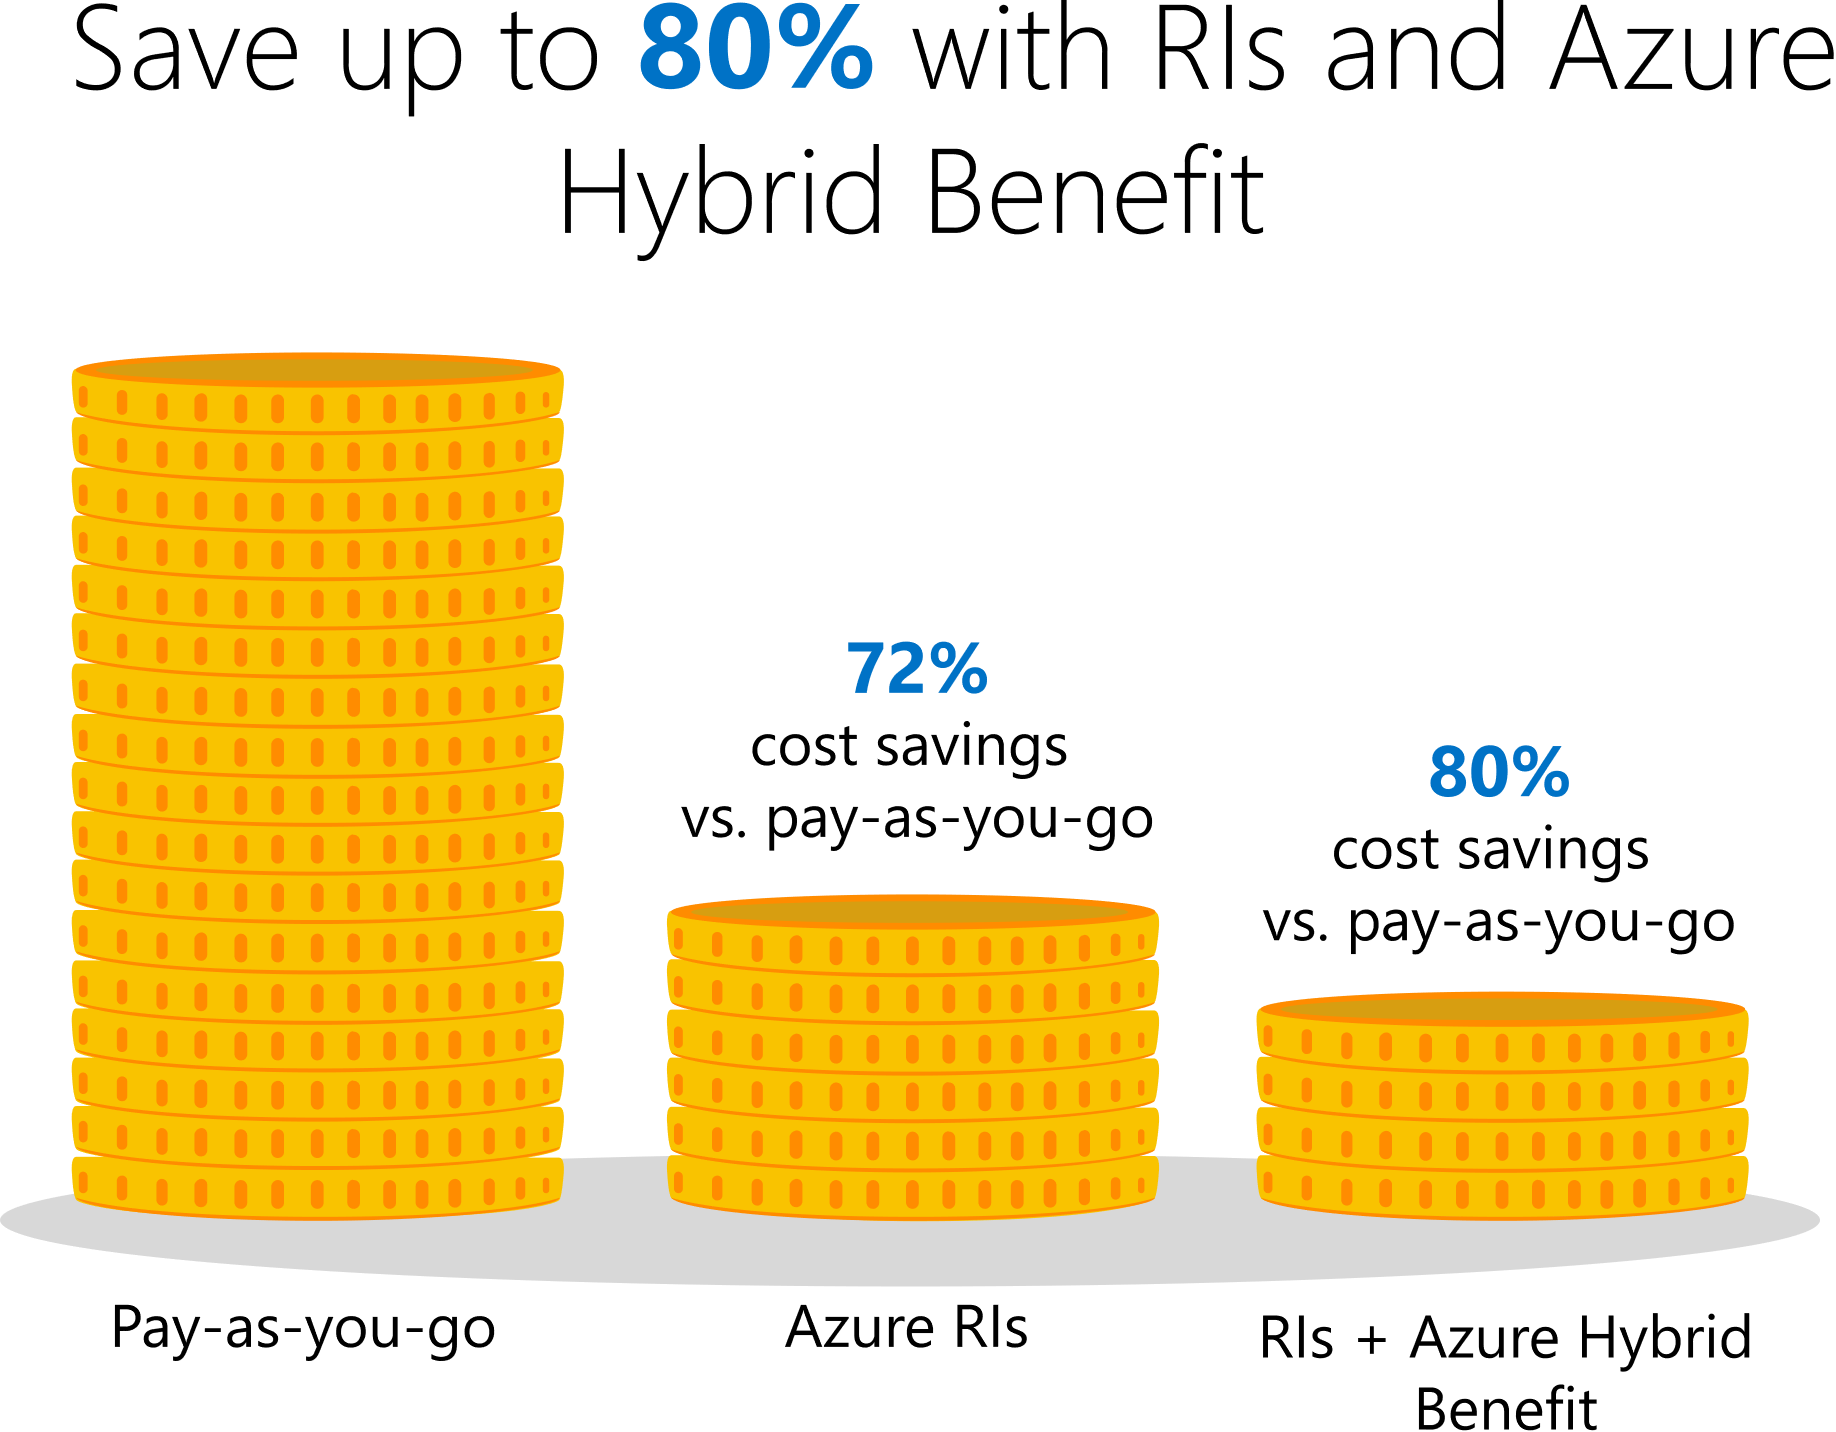 Save up to 80% with RIs and Azure
Hybrid Benefit
72%
cost savings
vs. pay-as-you-go
80%
cost savings
vs. pay-as-you-go
Pay-as-you-go
Azure RIs
RIs + Azure Hybrid
Benefit